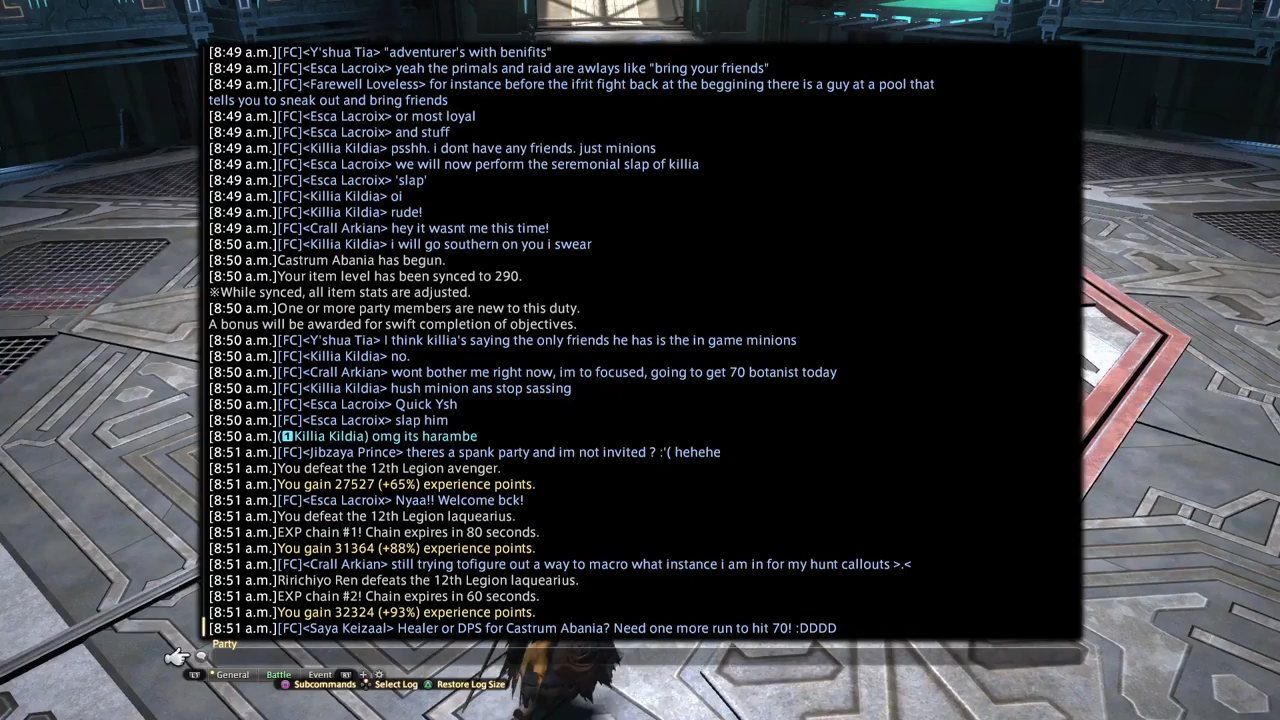 [8:49 a.m.][FC]<Y'shua Tia> "adventurer's with benifits"
[8:49 a.m.][FC]<Esca Lacroix> yeah the primals and raid are awlays like "bring your friends"
[8:49 a.m.][FC]<Farewell Loveless> for instance before the ifrit fight back at the beggining there is a guy at a pool that
tells you to sneak out and bring friends
[8:49 a.m.][FC]<Esca Lacroix> or most loyal
[8:49 a.m.][FC]<Esca Lacroix> and stuff
[8:49 a.m.][FC]<Killia Kildia> psshh. i dont have any friends. just minions
[8:49 a.m.][FC]<Esca Lacroix> we will now perform the seremonial slap of killia
[8:49 a.m.][FC]<Esca Lacroix> 'slap'
[8:49 a.m.][FC]<Killia Kildia> oi
[8:49 a.m.][FC]<Killia Kildia> rude!
[8:49 a.m.][FC]<Crall Arkian> hey it wasnt me this time!
[8:50 a.m.][FC]<Killia Kildia> i will go southern on you i swear
[8:50 a.m.]Castrum Abania has begun.
[8:50 a.m.]Your item level has been synced to 290.
※While synced, all item stats are adjusted.
[8:50 a.m.]One or more party members are new to this duty.
A bonus will be awarded for swift completion of objectives.
[8:50 a.m.][FC]<Y'shua Tia> I think killia's saying the only friends he has is the in game minions
[8:50 a.m.][FC]<Killia Kildia> no.
[8:50 a.m.][FC]<Crall Arkian> wont bother me right now, im to focused, going to get 70 botanist today
[8:50 a.m.][FC]<Killia Kildia> hush minion ans stop sassing
[8:50 a.m.][FC]<Esca Lacroix> Quick Ysh
[8:50 a.m.][FC]<Esca Lacroix> slap him
[8:50 a.m.](1Killia Kildia) omg its harambe
[8:51 a.m.][FC]<Jibzaya Prince> theres a spank party and im not invited ? :'( hehehe
[8:51 a.m.]You defeat the 12th Legion avenger.
[8:51 a.m.]You gain 27527 (+65%) experience points.
[8:51 a.m.][FC]<Esca Lacroix> Nyaa!! Welcome bck!
[8:51 a.m.]You defeat the 12th Legion laquearius.
[8:51 a.m.]EXP chain #1! Chain expires in 80 seconds.
[8:51 a.m.]You gain 31364 (+88%) experience points.
[8:51 a.m.][FC]<Crall Arkian> still trying tofigure out a way to macro what instance i am in for my hunt callouts >.<
[8:51 a.m.]Ririchiyo Ren defeats the 12th Legion laquearius.
[8:51 a.m.]EXP chain #2! Chain expires in 60 seconds.
[8:51 a.m.]You gain 32324 (+93%) experience points.
[8:51 a.m.][FC]<Saya Keizaal> Healer or DPS for Castrum Abania? Need one more run to hit 70! :DDDD
Party
L1 General Battle Event R1
Subcommands Select Log Restore Log Size